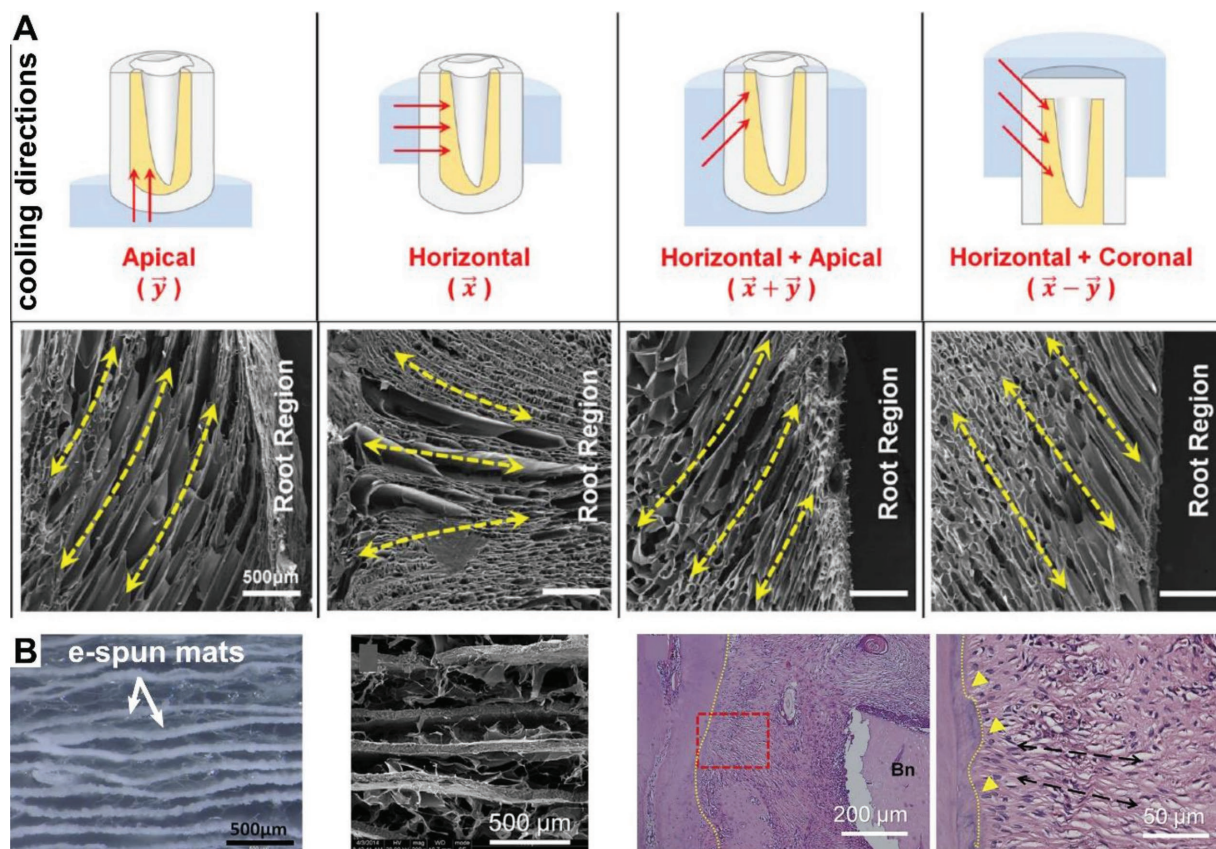 A
cooling directions
Apical
( y⃗ )
Horizontal
( x⃗ )
Horizontal + Apical
( x⃗ + y⃗ )
Horizontal + Coronal
( x⃗ − y⃗ )
Root Region
500µm
Root Region
Root Region
Root Region
B
e-spun mats
500µm
500 µm
Bn
200 µm
50 µm